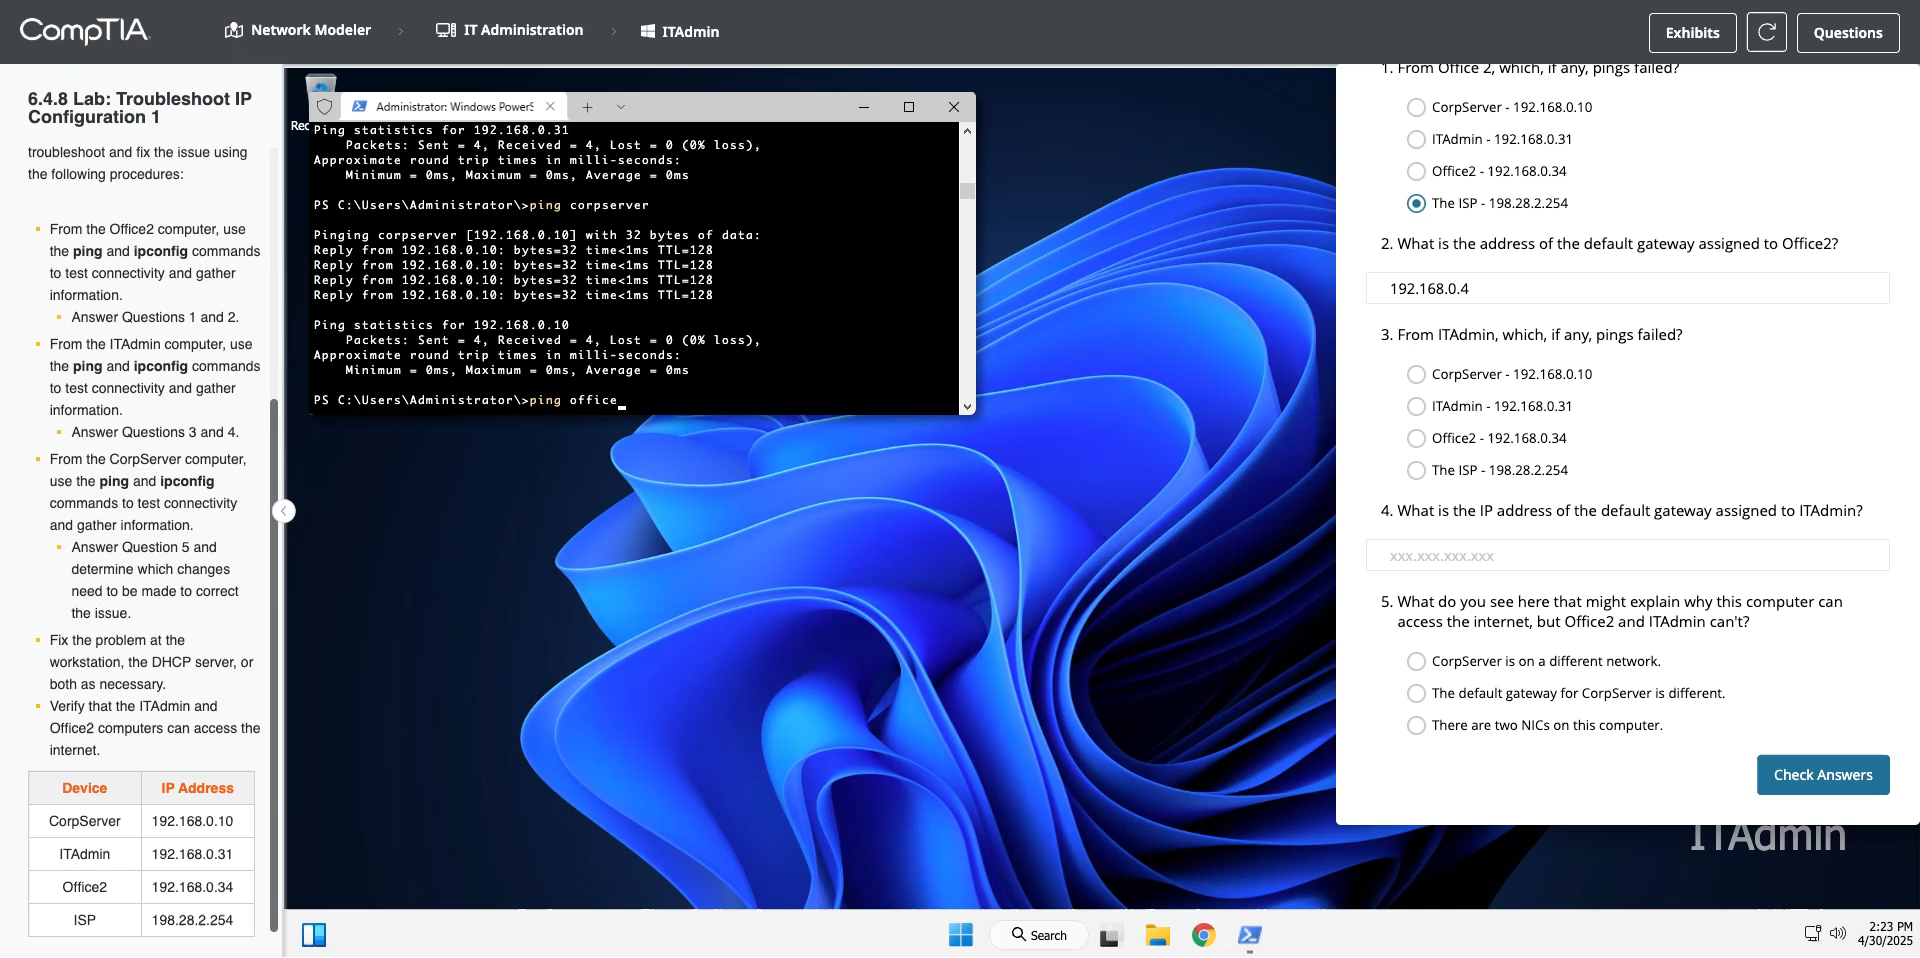 CompTIA
Network Modeler
IT Administration
ITAdmin
Exhibits
Questions
6.4.8 Lab: Troubleshoot IP
Configuration 1
troubleshoot and fix the issue using
the following procedures:
From the Office2 computer, use
the ping and ipconfig commands
to test connectivity and gather
information.
Answer Questions 1 and 2.
From the ITAdmin computer, use
the ping and ipconfig commands
to test connectivity and gather
information.
Answer Questions 3 and 4.
From the CorpServer computer,
use the ping and ipconfig
commands to test connectivity
and gather information.
Answer Question 5 and
determine which changes
need to be made to correct
the issue.
Fix the problem at the
workstation, the DHCP server, or
both as necessary.
Verify that the ITAdmin and
Office2 computers can access the
internet.
Device IP Address
CorpServer 192.168.0.10
ITAdmin 192.168.0.31
Office2 192.168.0.34
ISP 198.28.2.254
Rec
Administrator: Windows PowerS
Ping statistics for 192.168.0.31
Packets: Sent = 4, Received = 4, Lost = 0 (0% loss),
Approximate round trip times in milli-seconds:
Minimum = 0ms, Maximum = 0ms, Average = 0ms
PS C:\Users\Administrator\>ping corpserver
Pinging corpserver [192.168.0.10] with 32 bytes of data:
Reply from 192.168.0.10: bytes=32 time<1ms TTL=128
Reply from 192.168.0.10: bytes=32 time<1ms TTL=128
Reply from 192.168.0.10: bytes=32 time<1ms TTL=128
Reply from 192.168.0.10: bytes=32 time<1ms TTL=128
Ping statistics for 192.168.0.10
Packets: Sent = 4, Received = 4, Lost = 0 (0% loss),
Approximate round trip times in milli-seconds:
Minimum = 0ms, Maximum = 0ms, Average = 0ms
PS C:\Users\Administrator\>ping office_
1. From Office 2, which, if any, pings failed?
CorpServer - 192.168.0.10
ITAdmin - 192.168.0.31
Office2 - 192.168.0.34
The ISP - 198.28.2.254
2. What is the address of the default gateway assigned to Office2?
192.168.0.4
3. From ITAdmin, which, if any, pings failed?
CorpServer - 192.168.0.10
ITAdmin - 192.168.0.31
Office2 - 192.168.0.34
The ISP - 198.28.2.254
4. What is the IP address of the default gateway assigned to ITAdmin?
xxx.xxx.xxx.xxx
5. What do you see here that might explain why this computer can
access the internet, but Office2 and ITAdmin can't?
CorpServer is on a different network.
The default gateway for CorpServer is different.
There are two NICs on this computer.
Check Answers
ITAdmin
Search
2:23 PM
4/30/2025